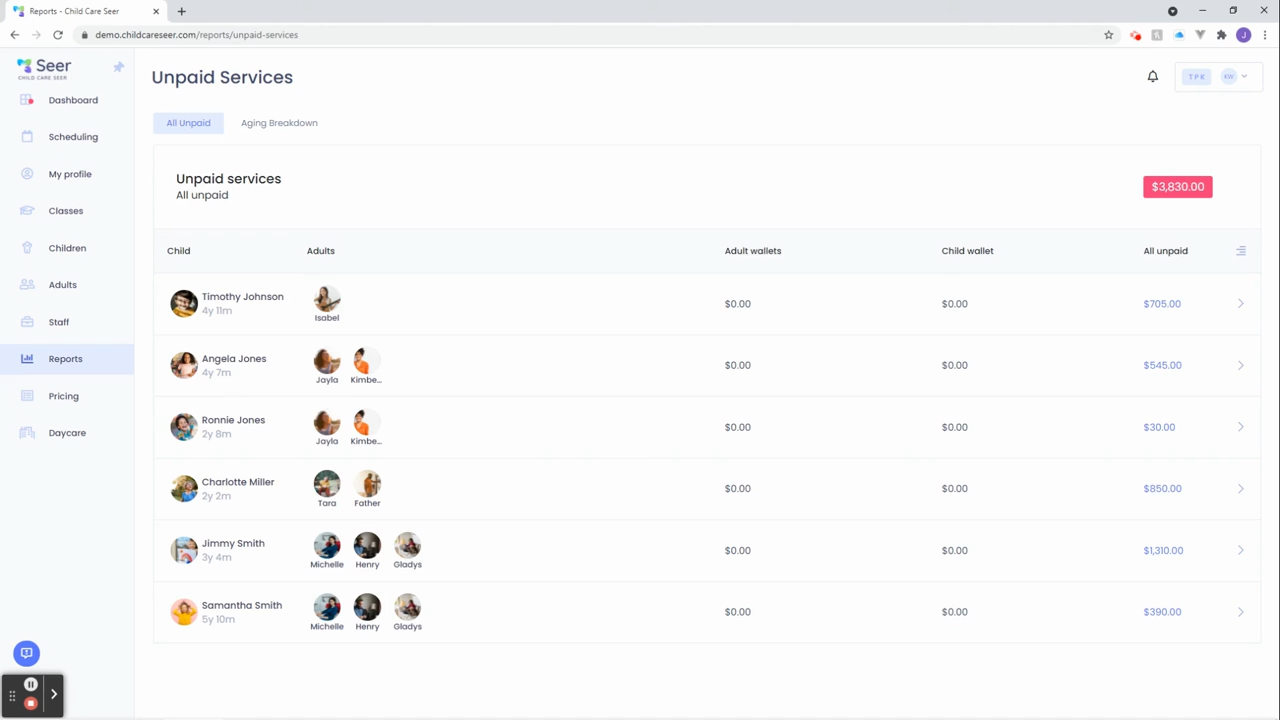 Reports - Child Care Seer
demo.childcareseer.com/reports/unpaid-services
J
Seer
CHILD CARE SEER
Dashboard
Scheduling
My profile
Classes
Children
Adults
Staff
Reports
Pricing
Daycare
Unpaid Services
TPK KW
All Unpaid Aging Breakdown
Unpaid services
All unpaid
$3,830.00
Child Adults Adult wallets Child wallet All unpaid
Timothy Johnson
4y 11m
Isabel
$0.00 $0.00 $705.00
Angela Jones
4y 7m
Jayla Kimbe...
$0.00 $0.00 $545.00
Ronnie Jones
2y 8m
Jayla Kimbe...
$0.00 $0.00 $30.00
Charlotte Miller
2y 2m
Tara Father
$0.00 $0.00 $850.00
Jimmy Smith
3y 4m
Michelle Henry Gladys
$0.00 $0.00 $1,310.00
Samantha Smith
5y 10m
Michelle Henry Gladys
$0.00 $0.00 $390.00